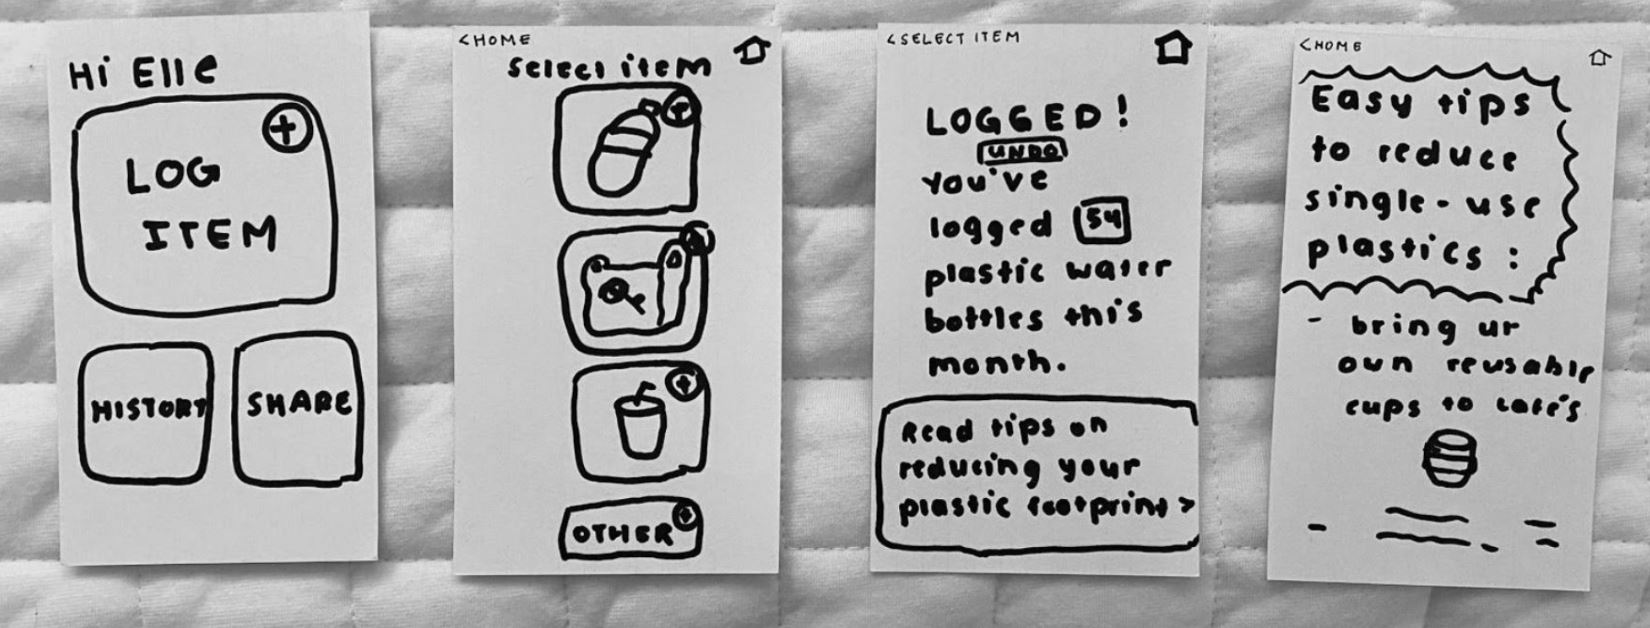 Hi Elle
LOG
ITEM
HISTORY
SHARE
<HOME
select item
OTHER
<SELECT ITEM
LOGGED!
UNDO
You've
logged 54
plastic water
bottles this
month.
Read tips on
reducing your
plastic footprint >
<HOME
Easy tips
to reduce
single-use
plastics:
- bring ur
own reusable
cups to cafe's